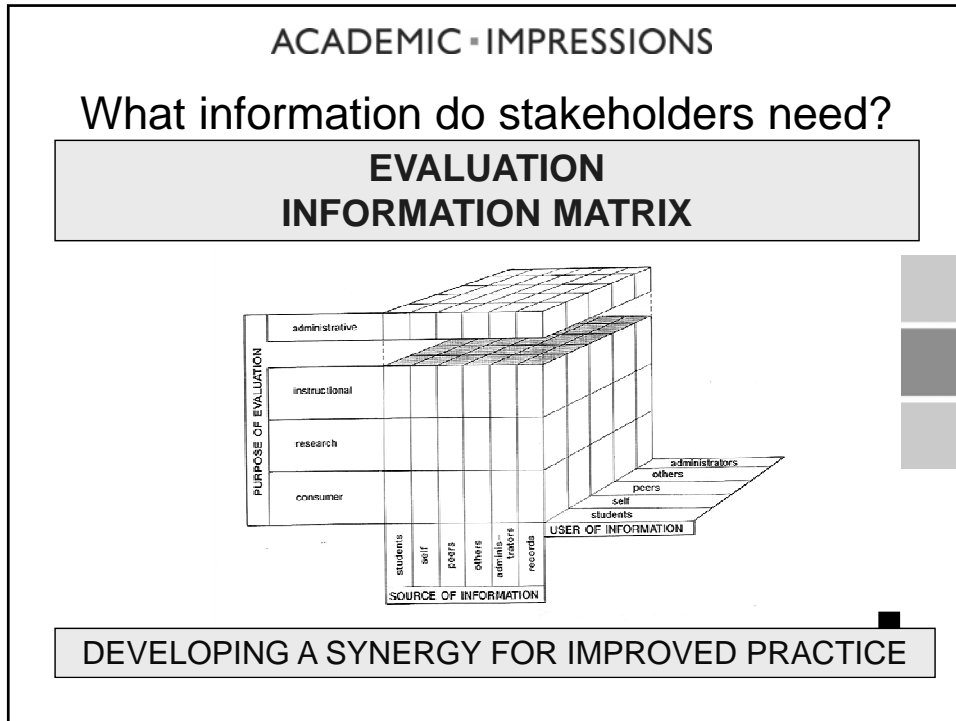 ACADEMIC ▪ IMPRESSIONS
What information do stakeholders need?
EVALUATION
INFORMATION MATRIX
PURPOSE OF EVALUATION
administrative
instructional
research
consumer
administrators
others
peers
self
students
USER OF INFORMATION
students
self
peers
others
adminis-
trators
records
SOURCE OF INFORMATION
DEVELOPING A SYNERGY FOR IMPROVED PRACTICE